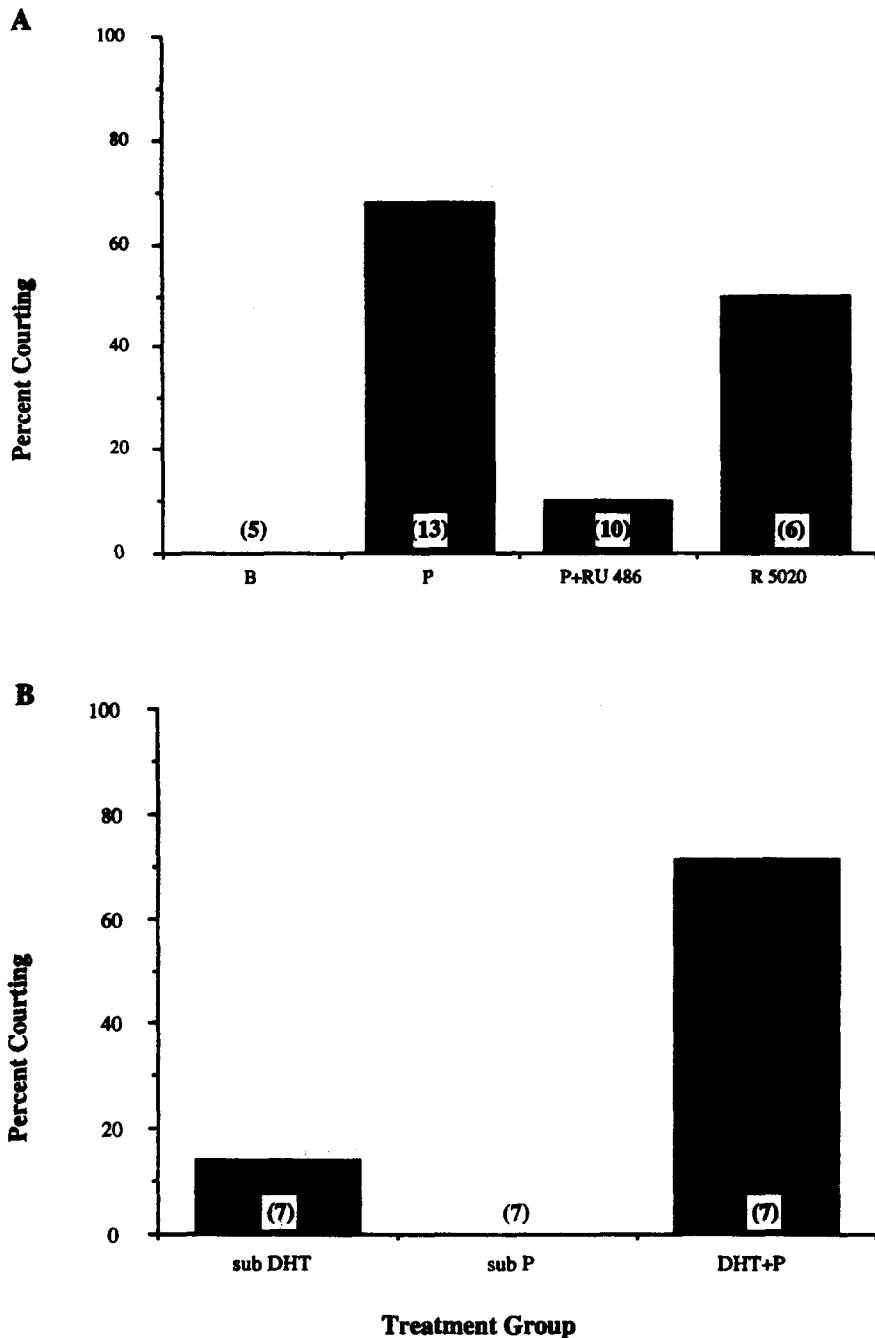 A
100
80
60
40
20
0
Percent Courting
(5)
(13)
(10)
(6)
B
P
P+RU 486
R 5020
B
100
80
60
40
20
0
Percent Courting
(7)
(7)
(7)
sub DHT
sub P
DHT+P
Treatment Group